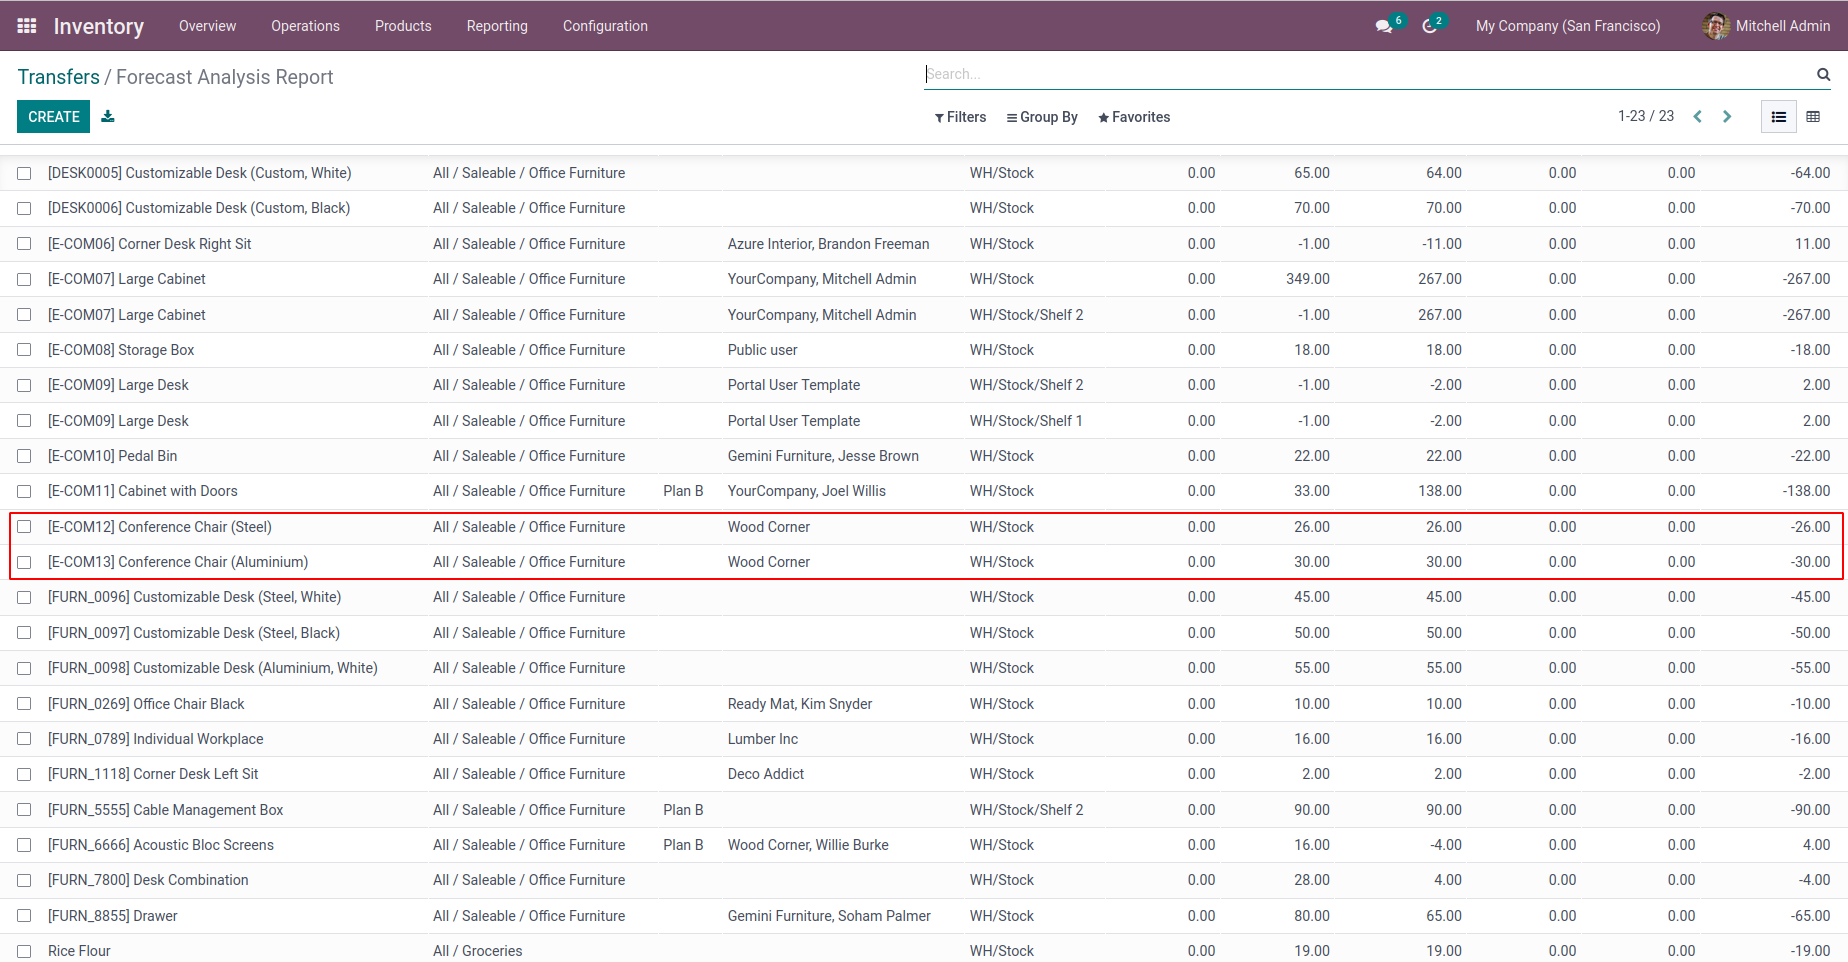 Inventory Overview Operations Products Reporting Configuration 6 2 My Company (San Francisco) Mitchell Admin
Transfers / Forecast Analysis Report Search...
CREATE Filters Group By Favorites 1-23 / 23
[DESK0005] Customizable Desk (Custom, White) All / Saleable / Office Furniture WH/Stock 0.00 65.00 64.00 0.00 0.00 -64.00
[DESK0006] Customizable Desk (Custom, Black) All / Saleable / Office Furniture WH/Stock 0.00 70.00 70.00 0.00 0.00 -70.00
[E-COM06] Corner Desk Right Sit All / Saleable / Office Furniture Azure Interior, Brandon Freeman WH/Stock 0.00 -1.00 -11.00 0.00 0.00 11.00
[E-COM07] Large Cabinet All / Saleable / Office Furniture YourCompany, Mitchell Admin WH/Stock 0.00 349.00 267.00 0.00 0.00 -267.00
[E-COM07] Large Cabinet All / Saleable / Office Furniture YourCompany, Mitchell Admin WH/Stock/Shelf 2 0.00 -1.00 267.00 0.00 0.00 -267.00
[E-COM08] Storage Box All / Saleable / Office Furniture Public user WH/Stock 0.00 18.00 18.00 0.00 0.00 -18.00
[E-COM09] Large Desk All / Saleable / Office Furniture Portal User Template WH/Stock/Shelf 2 0.00 -1.00 -2.00 0.00 0.00 2.00
[E-COM09] Large Desk All / Saleable / Office Furniture Portal User Template WH/Stock/Shelf 1 0.00 -1.00 -2.00 0.00 0.00 2.00
[E-COM10] Pedal Bin All / Saleable / Office Furniture Gemini Furniture, Jesse Brown WH/Stock 0.00 22.00 22.00 0.00 0.00 -22.00
[E-COM11] Cabinet with Doors All / Saleable / Office Furniture Plan B YourCompany, Joel Willis WH/Stock 0.00 33.00 138.00 0.00 0.00 -138.00
[E-COM12] Conference Chair (Steel) All / Saleable / Office Furniture Wood Corner WH/Stock 0.00 26.00 26.00 0.00 0.00 -26.00
[E-COM13] Conference Chair (Aluminium) All / Saleable / Office Furniture Wood Corner WH/Stock 0.00 30.00 30.00 0.00 0.00 -30.00
[FURN_0096] Customizable Desk (Steel, White) All / Saleable / Office Furniture WH/Stock 0.00 45.00 45.00 0.00 0.00 -45.00
[FURN_0097] Customizable Desk (Steel, Black) All / Saleable / Office Furniture WH/Stock 0.00 50.00 50.00 0.00 0.00 -50.00
[FURN_0098] Customizable Desk (Aluminium, White) All / Saleable / Office Furniture WH/Stock 0.00 55.00 55.00 0.00 0.00 -55.00
[FURN_0269] Office Chair Black All / Saleable / Office Furniture Ready Mat, Kim Snyder WH/Stock 0.00 10.00 10.00 0.00 0.00 -10.00
[FURN_0789] Individual Workplace All / Saleable / Office Furniture Lumber Inc WH/Stock 0.00 16.00 16.00 0.00 0.00 -16.00
[FURN_1118] Corner Desk Left Sit All / Saleable / Office Furniture Deco Addict WH/Stock 0.00 2.00 2.00 0.00 0.00 -2.00
[FURN_5555] Cable Management Box All / Saleable / Office Furniture Plan B WH/Stock/Shelf 2 0.00 90.00 90.00 0.00 0.00 -90.00
[FURN_6666] Acoustic Bloc Screens All / Saleable / Office Furniture Plan B Wood Corner, Willie Burke WH/Stock 0.00 16.00 -4.00 0.00 0.00 4.00
[FURN_7800] Desk Combination All / Saleable / Office Furniture WH/Stock 0.00 28.00 4.00 0.00 0.00 -4.00
[FURN_8855] Drawer All / Saleable / Office Furniture Gemini Furniture, Soham Palmer WH/Stock 0.00 80.00 65.00 0.00 0.00 -65.00
Rice Flour All / Groceries WH/Stock 0.00 19.00 19.00 0.00 0.00 -19.00